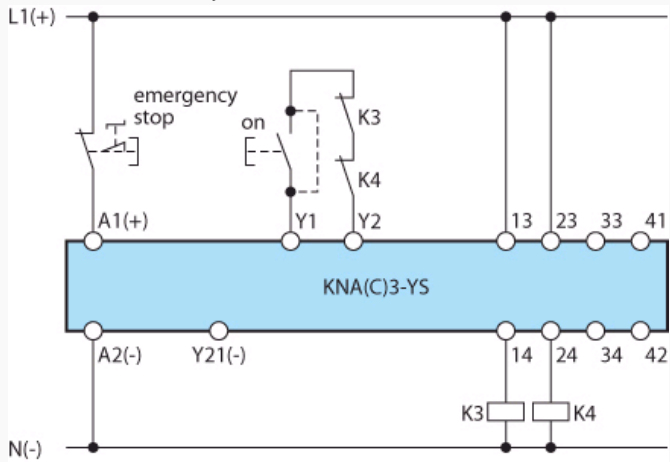 L1(+)
emergency
stop
on
K3
K4
A1(+)
Y1
Y2
13
23
33
41
KNA(C)3-YS
A2(-)
Y21(-)
14
24
34
42
K3
K4
N(-)